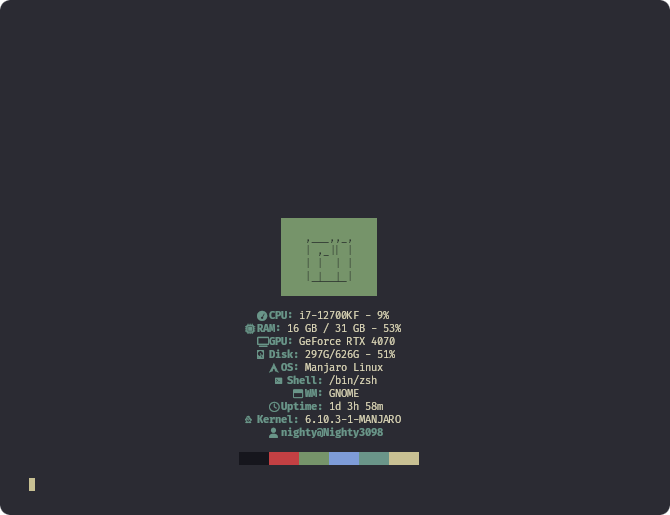 CPU: i7-12700KF - 9%
RAM: 16 GB / 31 GB - 53%
GPU: GeForce RTX 4070
Disk: 297G/626G - 51%
OS: Manjaro Linux
Shell: /bin/zsh
WM: GNOME
Uptime: 1d 3h 58m
Kernel: 6.10.3-1-MANJARO
nighty@Nighty3098